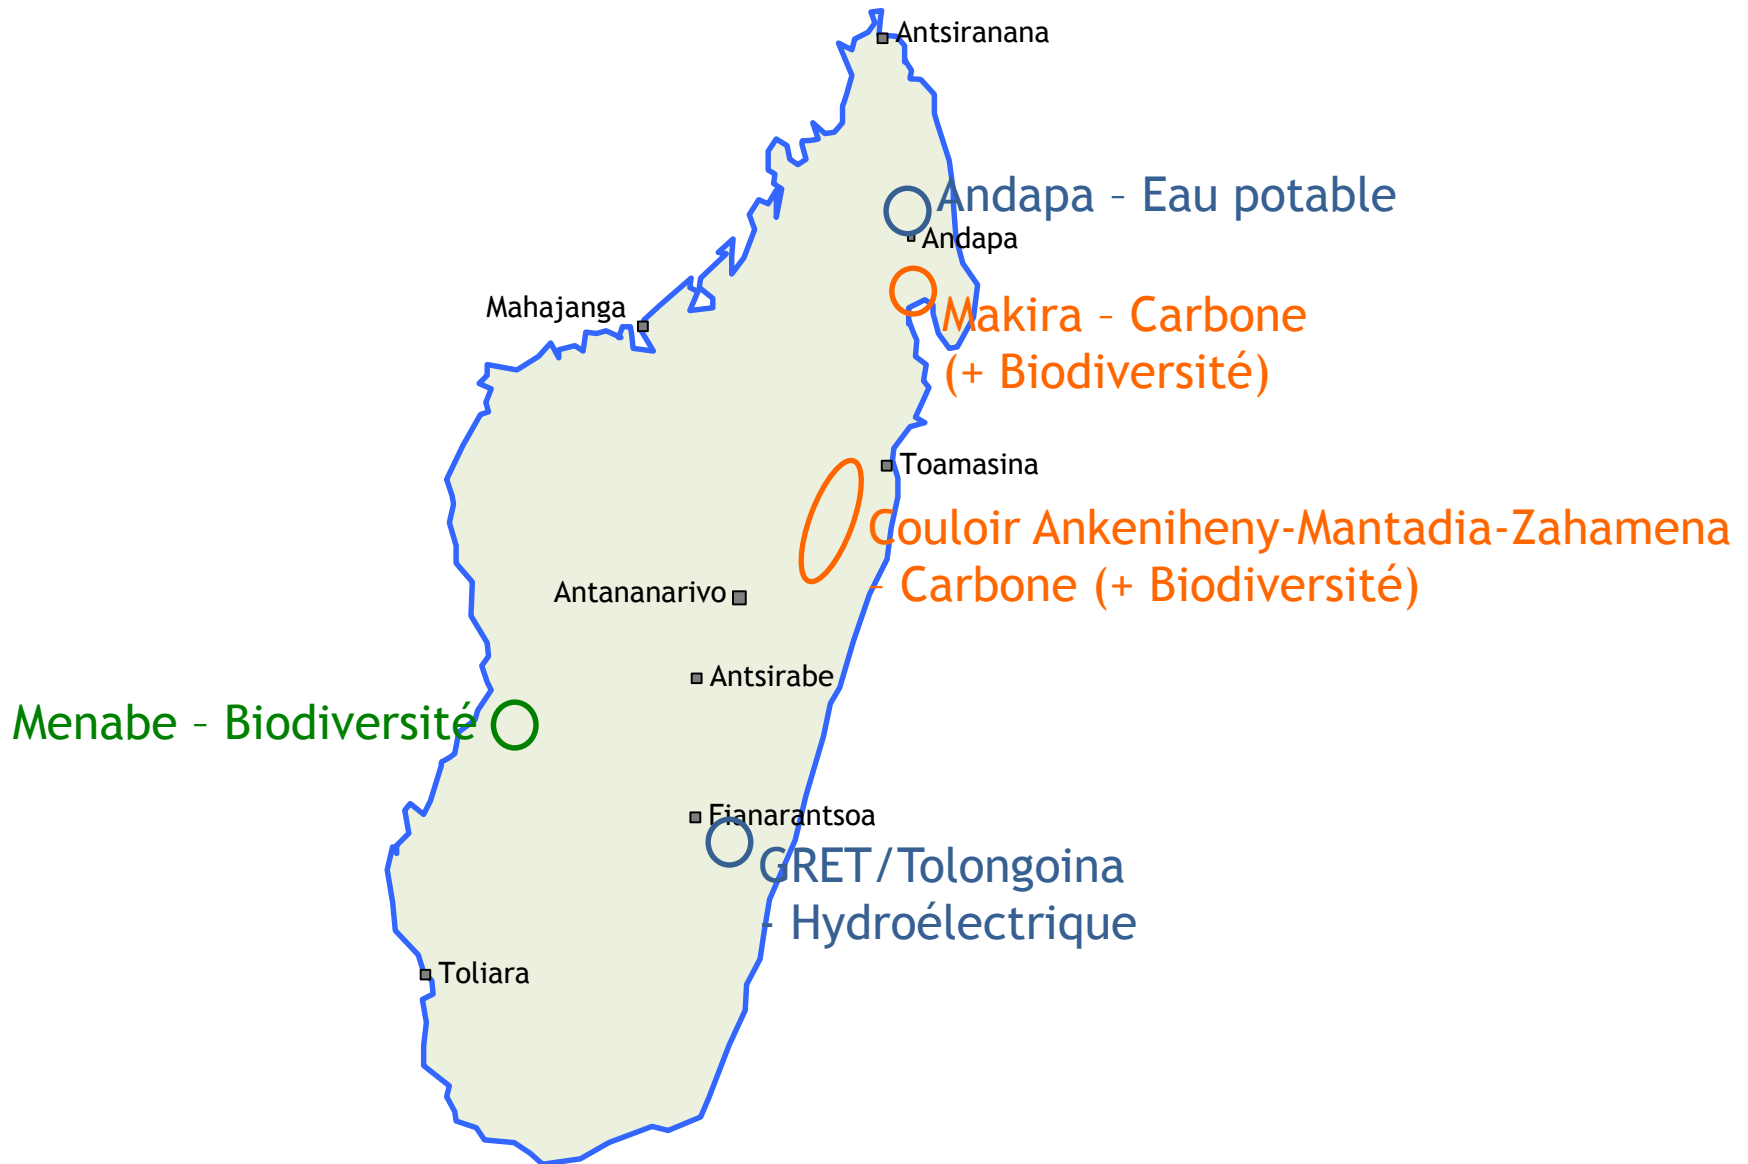 Antsiranana
Andapa – Eau potable
Andapa
Mahajanga
Makira – Carbone
(+ Biodiversité)
Toamasina
Couloir Ankeniheny-Mantadia-Zahamena
– Carbone (+ Biodiversité)
Antananarivo
Antsirabe
Menabe – Biodiversité
Fianarantsoa
GRET/Tolongoina
- Hydroélectrique
Toliara